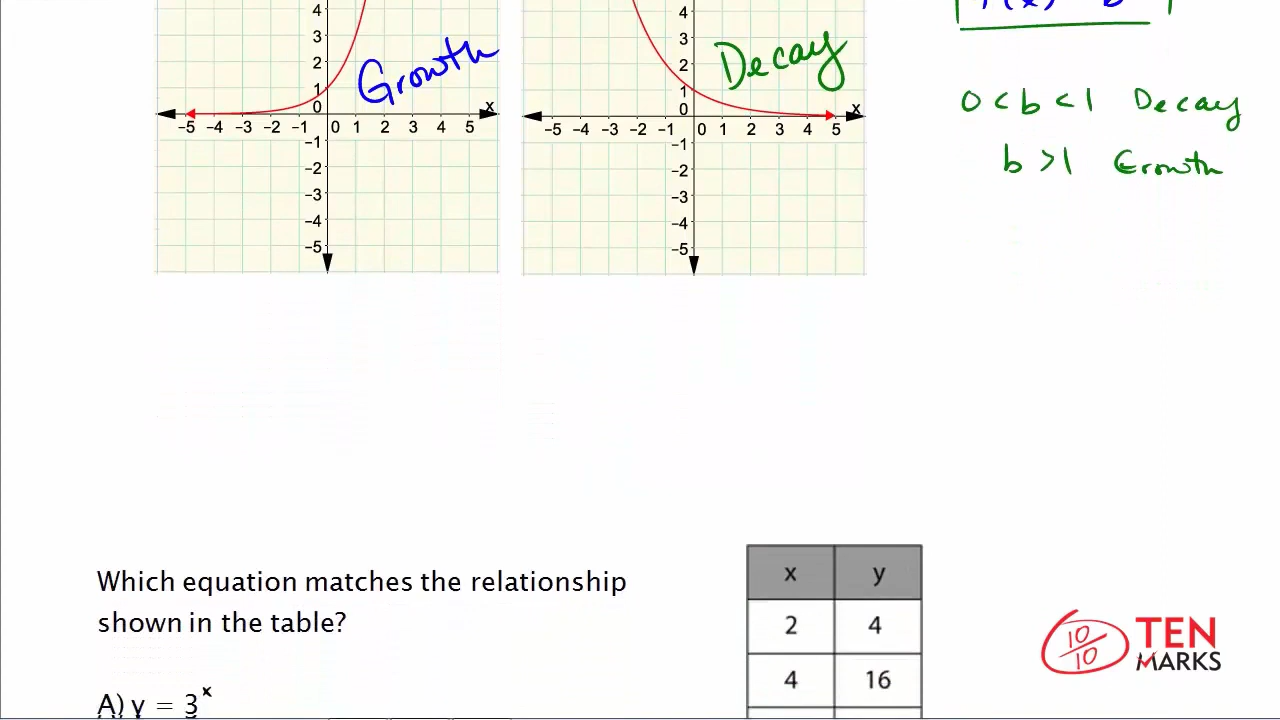 4
3
2
1
0
-5 -4 -3 -2 -1 0 1 2 3 4 5
x
-1
-2
-3
-4
-5
Growth
4
3
2
1
0
-5 -4 -3 -2 -1 0 1 2 3 4 5
x
-1
-2
-3
-4
-5
Decay
0 < b < 1 Decay
b > 1 Growth
Which equation matches the relationship
shown in the table?
A) y = 3^x
x y
2 4
4 16
10/10
TEN
MARKS